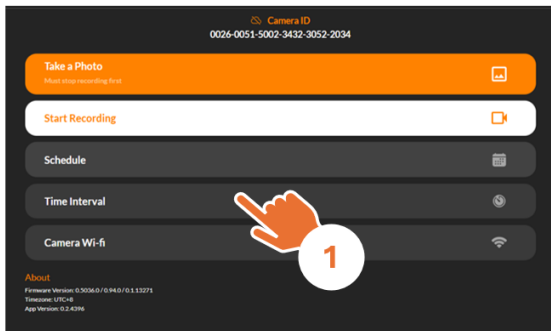 Camera ID
0026-0051-5002-3432-3052-2034
Take a Photo
Must stop recording first
Start Recording
Schedule
Time Interval
Camera Wi-fi
1
About
Firmware Version: 0.5036.0 / 0.94.0 / 0.1.13271
Timezone: UTC+8
App Version: 0.2.4396